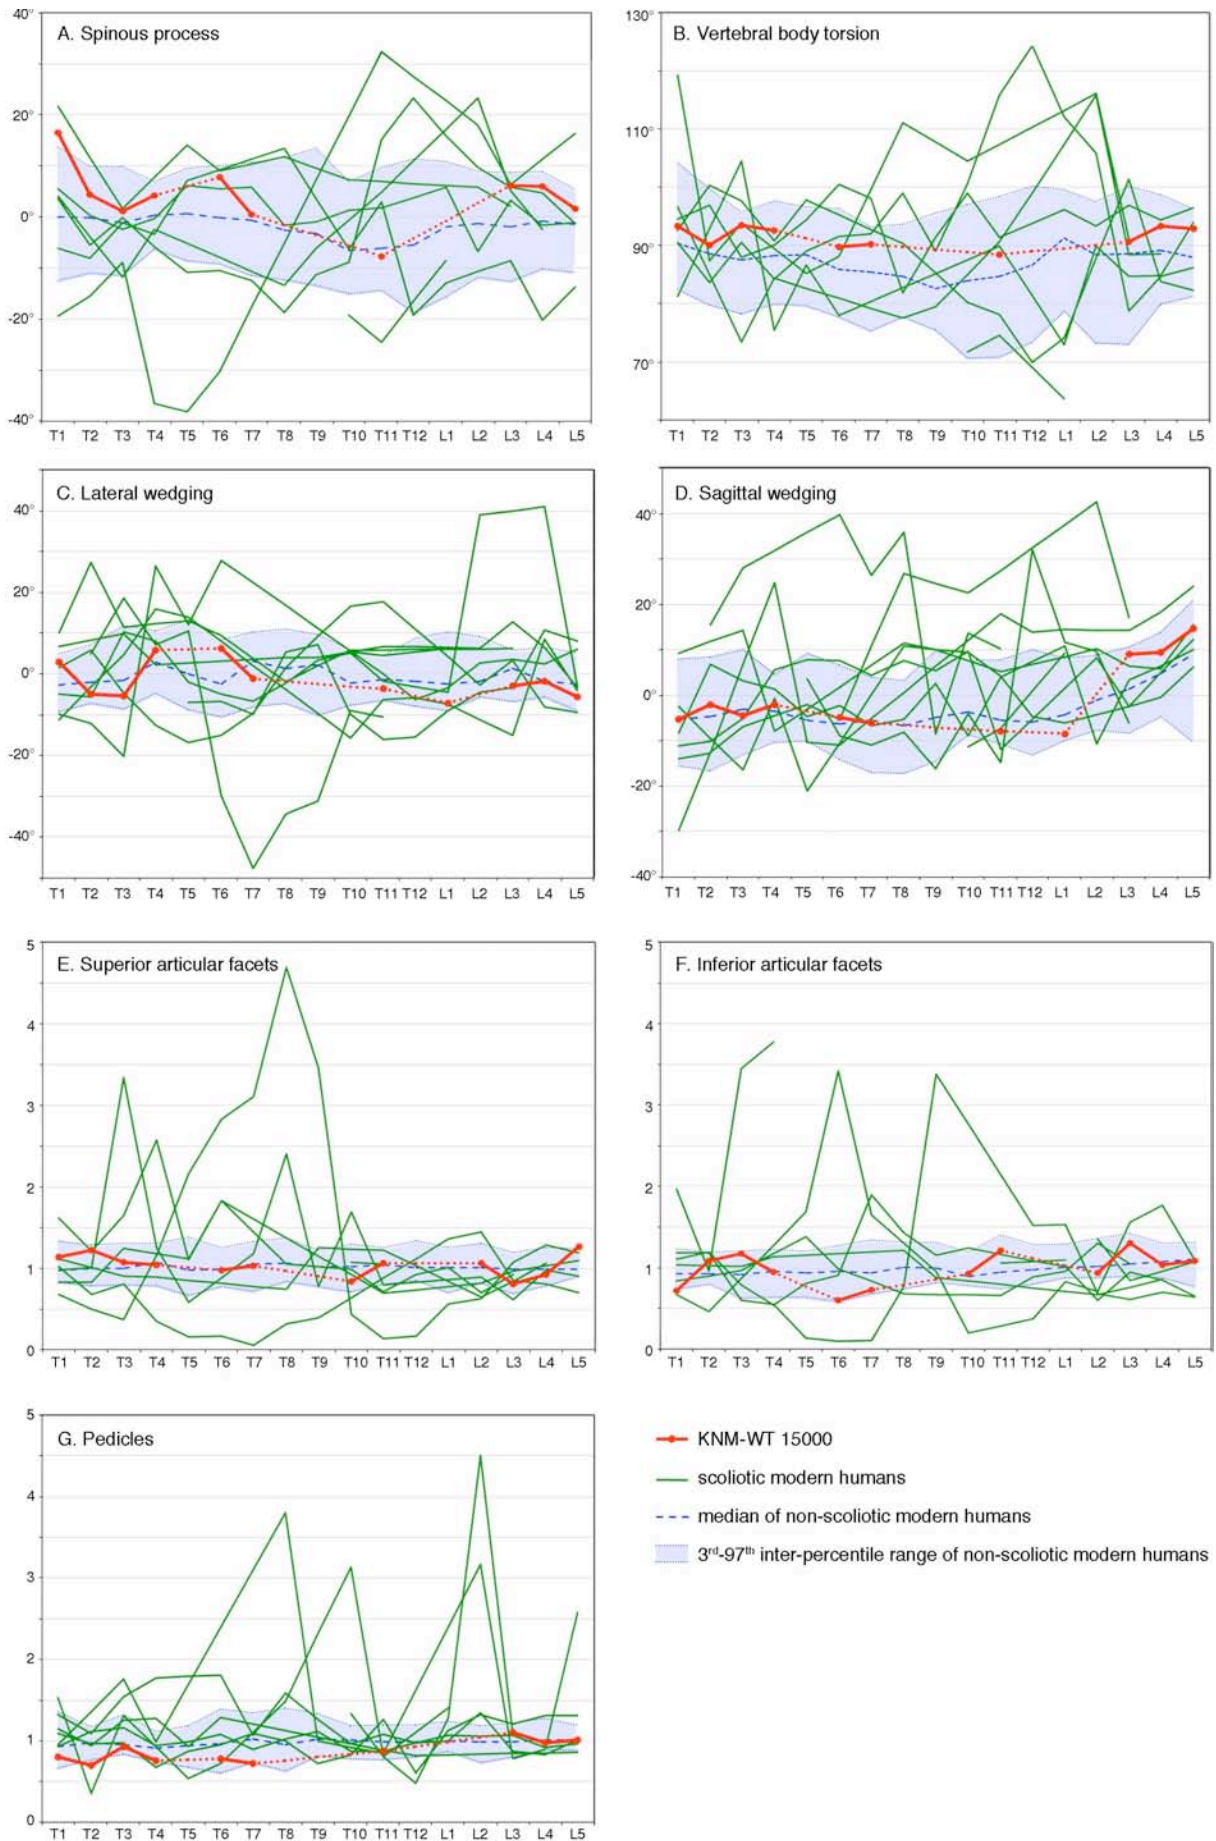 A. Spinous process
40°
20°
0°
-20°
-40°
T1 T2 T3 T4 T5 T6 T7 T8 T9 T10 T11 T12 L1 L2 L3 L4 L5
B. Vertebral body torsion
130°
110°
90°
70°
T1 T2 T3 T4 T5 T6 T7 T8 T9 T10 T11 T12 L1 L2 L3 L4 L5
C. Lateral wedging
40°
20°
0°
-20°
-40°
T1 T2 T3 T4 T5 T6 T7 T8 T9 T10 T11 T12 L1 L2 L3 L4 L5
D. Sagittal wedging
40°
20°
0°
-20°
-40°
T1 T2 T3 T4 T5 T6 T7 T8 T9 T10 T11 T12 L1 L2 L3 L4 L5
E. Superior articular facets
5
4
3
2
1
0
T1 T2 T3 T4 T5 T6 T7 T8 T9 T10 T11 T12 L1 L2 L3 L4 L5
F. Inferior articular facets
5
4
3
2
1
0
T1 T2 T3 T4 T5 T6 T7 T8 T9 T10 T11 T12 L1 L2 L3 L4 L5
G. Pedicles
5
4
3
2
1
0
T1 T2 T3 T4 T5 T6 T7 T8 T9 T10 T11 T12 L1 L2 L3 L4 L5
KNM-WT 15000
scoliotic modern humans
median of non-scoliotic modern humans
3rd-97th inter-percentile range of non-scoliotic modern humans